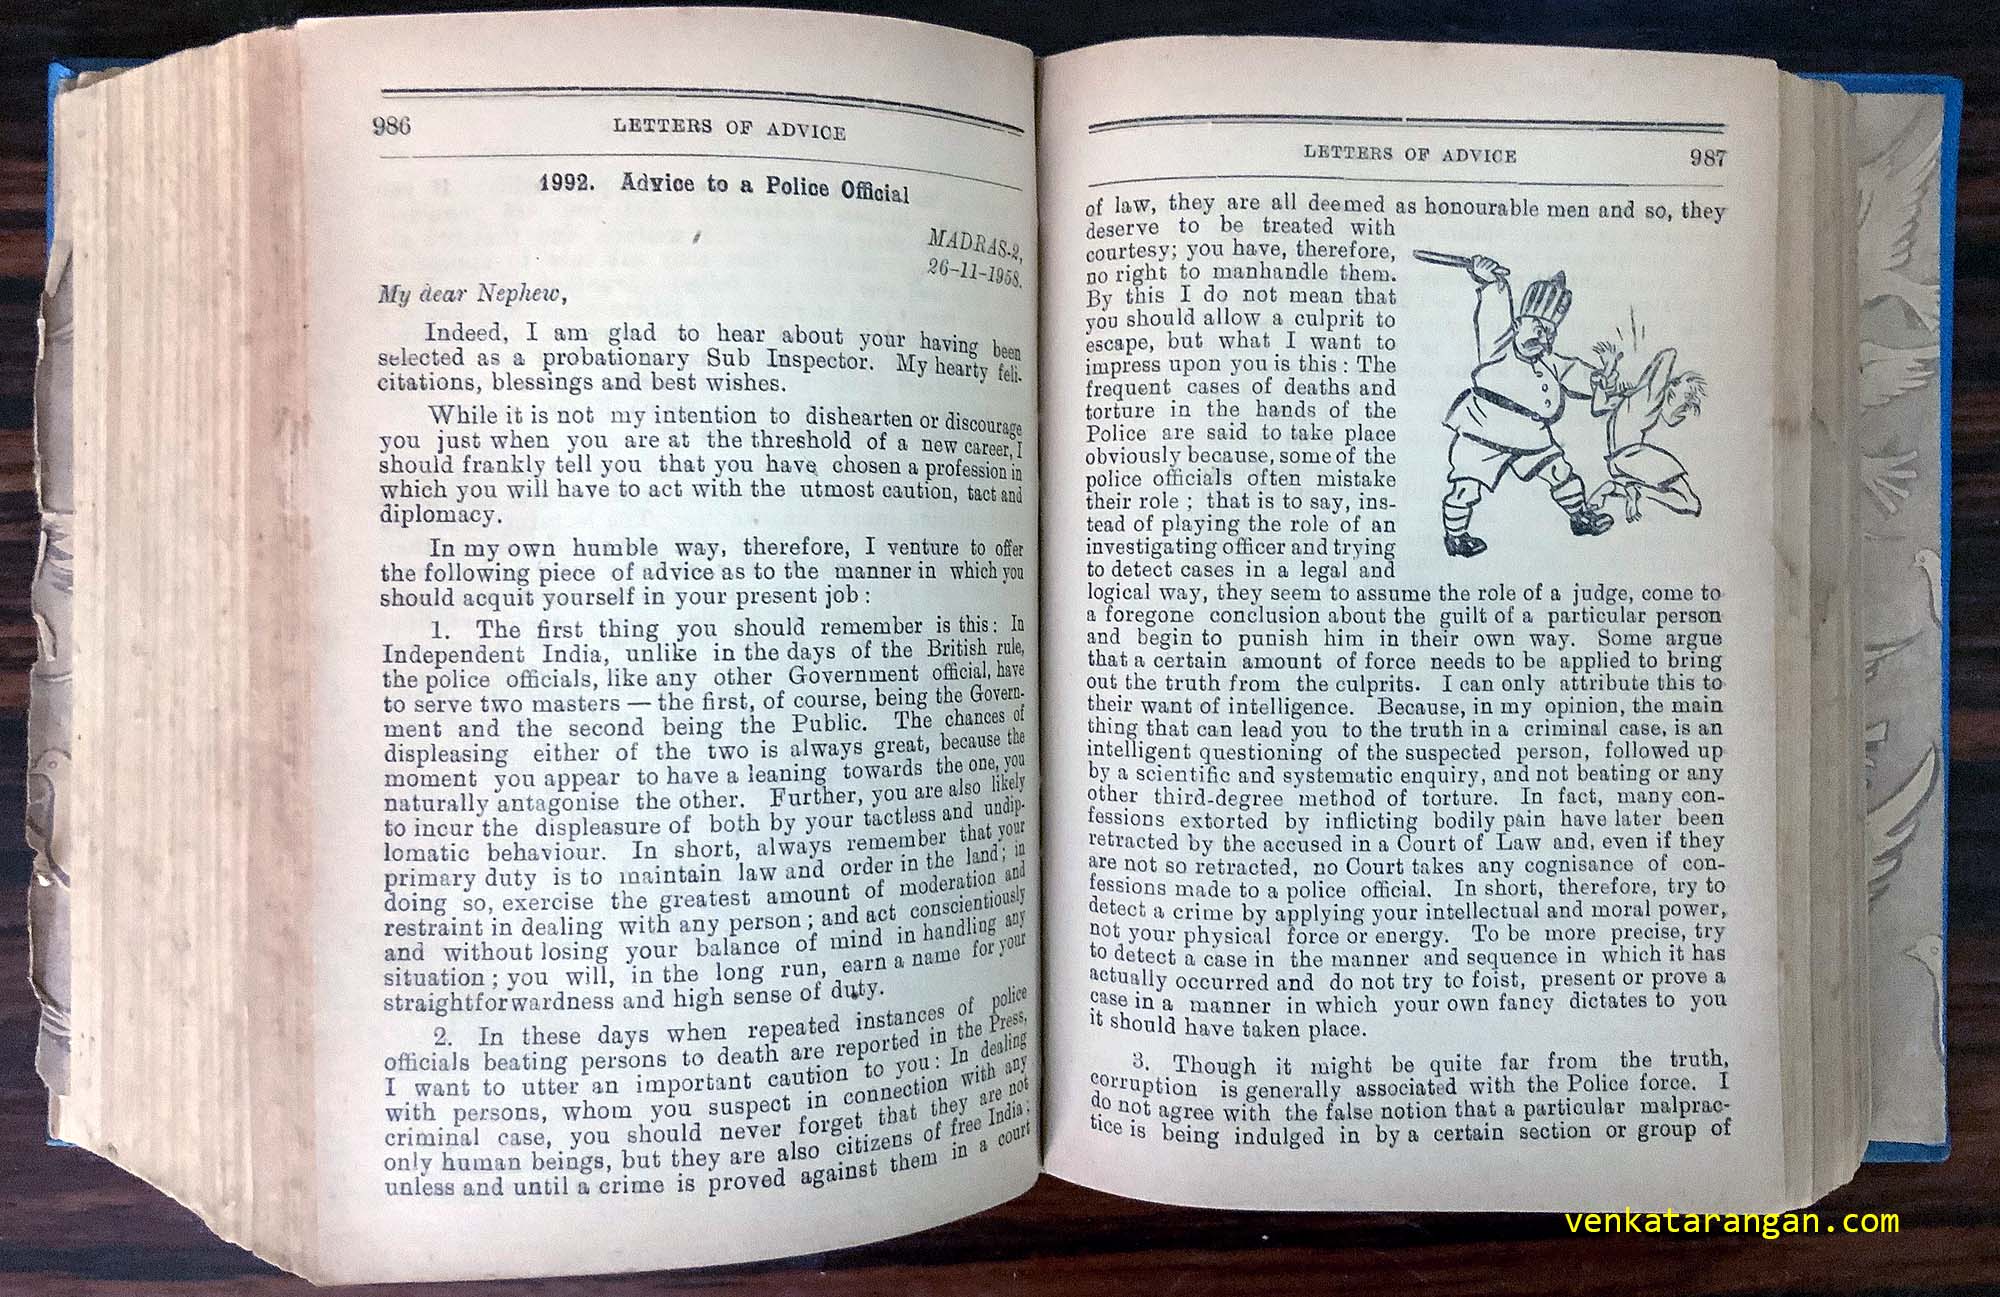 986
LETTERS OF ADVICE
1992. Advice to a Police Official
MADRAS-2,
26-11-1958.
My dear Nephew,
Indeed, I am glad to hear about your having been
selected as a probationary Sub Inspector. My hearty feli-
citations, blessings and best wishes.
While it is not my intention to dishearten or discourage
you just when you are at the threshold of a new career, I
should frankly tell you that you have chosen a profession in
which you will have to act with the utmost caution, tact and
diplomacy.
In my own humble way, therefore, I venture to offer
the following piece of advice as to the manner in which you
should acquit yourself in your present job :
1. The first thing you should remember is this: In
Independent India, unlike in the days of the British rule,
the police officials, like any other Government official, have
to serve two masters — the first, of course, being the Govern-
ment and the second being the Public. The chances of
displeasing either of the two is always great, because the
moment you appear to have a leaning towards the one, you
naturally antagonise the other. Further, you are also likely
to incur the displeasure of both by your tactless and undip-
lomatic behaviour. In short, always remember that your
primary duty is to maintain law and order in the land; in
doing so, exercise the greatest amount of moderation and
restraint in dealing with any person ; and act conscientiously
and without losing your balance of mind in handling any
situation ; you will, in the long run, earn a name for your
straightforwardness and high sense of duty.
2. In these days when repeated instances of police
officials beating persons to death are reported in the Press,
I want to utter an important caution to you : In dealing
with persons, whom you suspect in connection with any
criminal case, you should never forget that they are not
only human beings, but they are also citizens of free India ;
unless and until a crime is proved against them in a court
LETTERS OF ADVICE
987
of law, they are all deemed as honourable men and so, they
deserve to be treated with
courtesy; you have, therefore,
no right to manhandle them.
By this I do not mean that
you should allow a culprit to
escape, but what I want to
impress upon you is this : The
frequent cases of deaths and
torture in the hands of the
Police are said to take place
obviously because, some of the
police officials often mistake
their role ; that is to say, ins-
tead of playing the role of an
investigating officer and trying
to detect cases in a legal and
logical way, they seem to assume the role of a judge, come to
a foregone conclusion about the guilt of a particular person
and begin to punish him in their own way. Some argue
that a certain amount of force needs to be applied to bring
out the truth from the culprits. I can only attribute this to
their want of intelligence. Because, in my opinion, the main
thing that can lead you to the truth in a criminal case, is an
intelligent questioning of the suspected person, followed up
by a scientific and systematic enquiry, and not beating or any
other third-degree method of torture. In fact, many con-
fessions extorted by inflicting bodily pain have later been
retracted by the accused in a Court of Law and, even if they
are not so retracted, no Court takes any cognisance of con-
fessions made to a police official. In short, therefore, try to
detect a crime by applying your intellectual and moral power,
not your physical force or energy. To be more precise, try
to detect a case in the manner and sequence in which it has
actually occurred and do not try to foist, present or prove a
case in a manner in which your own fancy dictates to you
it should have taken place.
3. Though it might be quite far from the truth,
corruption is generally associated with the Police force. I
do not agree with the false notion that a particular malprac-
tice is being indulged in by a certain section or group of
venkatarangan.com